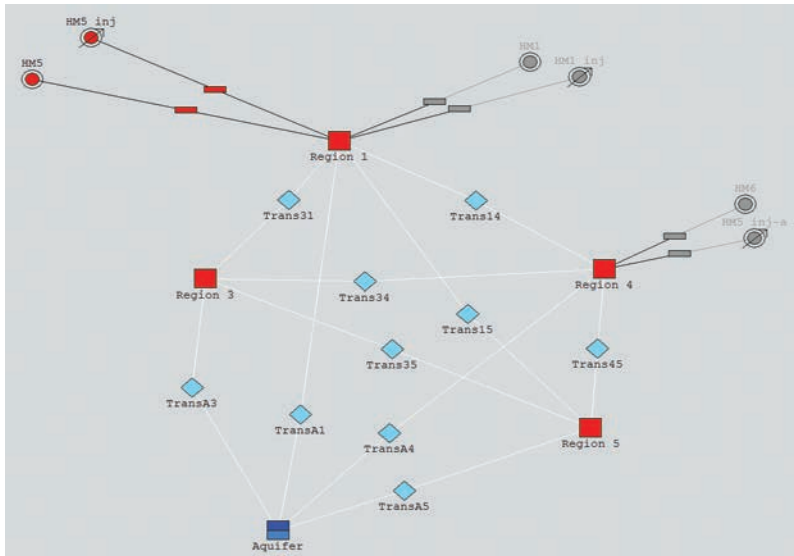 HM5 inj
HM5
HM1
HM1 inj
Region 1
HM6
Trans31
Trans14
HM5 inj-a
Region 3
Trans34
Region 4
Trans15
Trans35
Trans45
TransA3
TransA1
TransA4
Region 5
TransA5
Aquifer